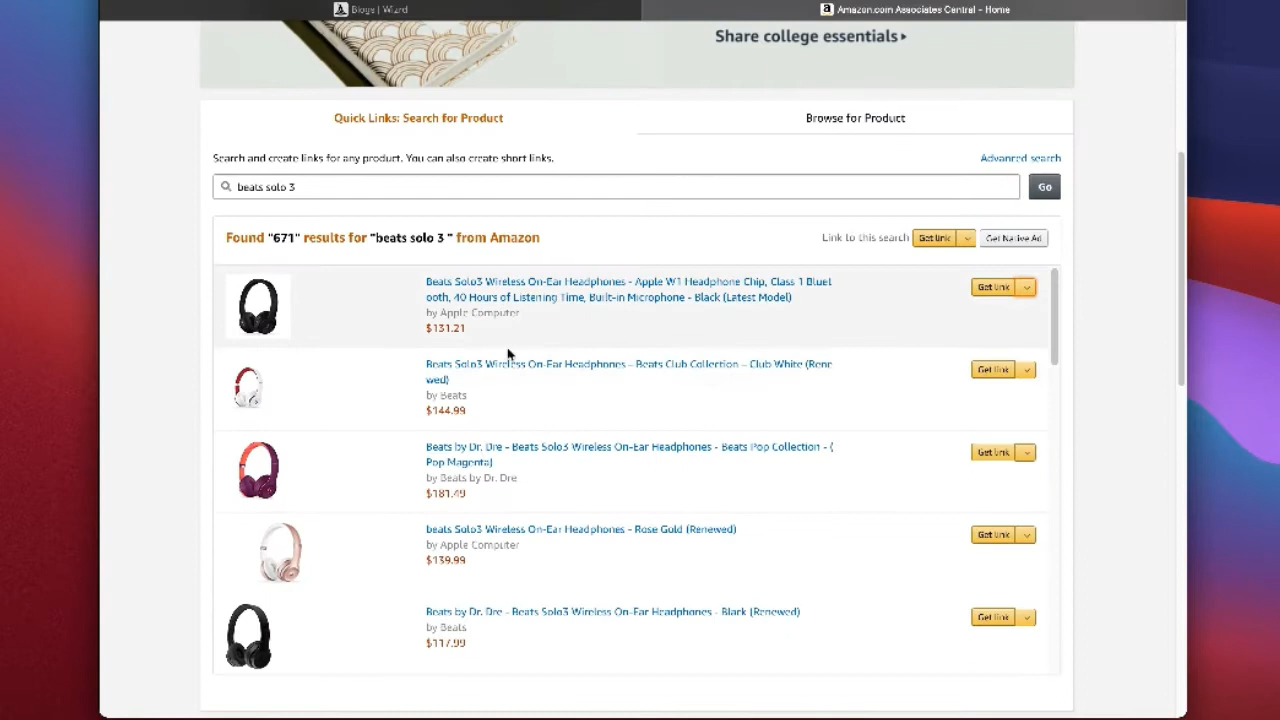 Blogs | Wizrd
Amazon.com Associates Central - Home
Share college essentials
Quick Links: Search for Product
Browse for Product
Search and create links for any product. You can also create short links.
Advanced search
beats solo 3
Go
Found "671" results for "beats solo 3 " from Amazon
Link to this search
Get link
Get Native Ad
Beats Solo3 Wireless On-Ear Headphones - Apple W1 Headphone Chip, Class 1 Bluet
ooth, 40 Hours of Listening Time, Built-in Microphone - Black (Latest Model)
by Apple Computer
$131.21
Get link
Beats Solo3 Wireless On-Ear Headphones – Beats Club Collection – Club White (Rene
wed)
by Beats
$144.99
Get link
Beats by Dr. Dre - Beats Solo3 Wireless On-Ear Headphones - Beats Pop Collection - (
Pop Magenta)
by Beats by Dr. Dre
$181.49
Get link
beats Solo3 Wireless On-Ear Headphones - Rose Gold (Renewed)
by Apple Computer
$139.99
Get link
Beats by Dr. Dre - Beats Solo3 Wireless On-Ear Headphones - Black (Renewed)
by Beats
$117.99
Get link